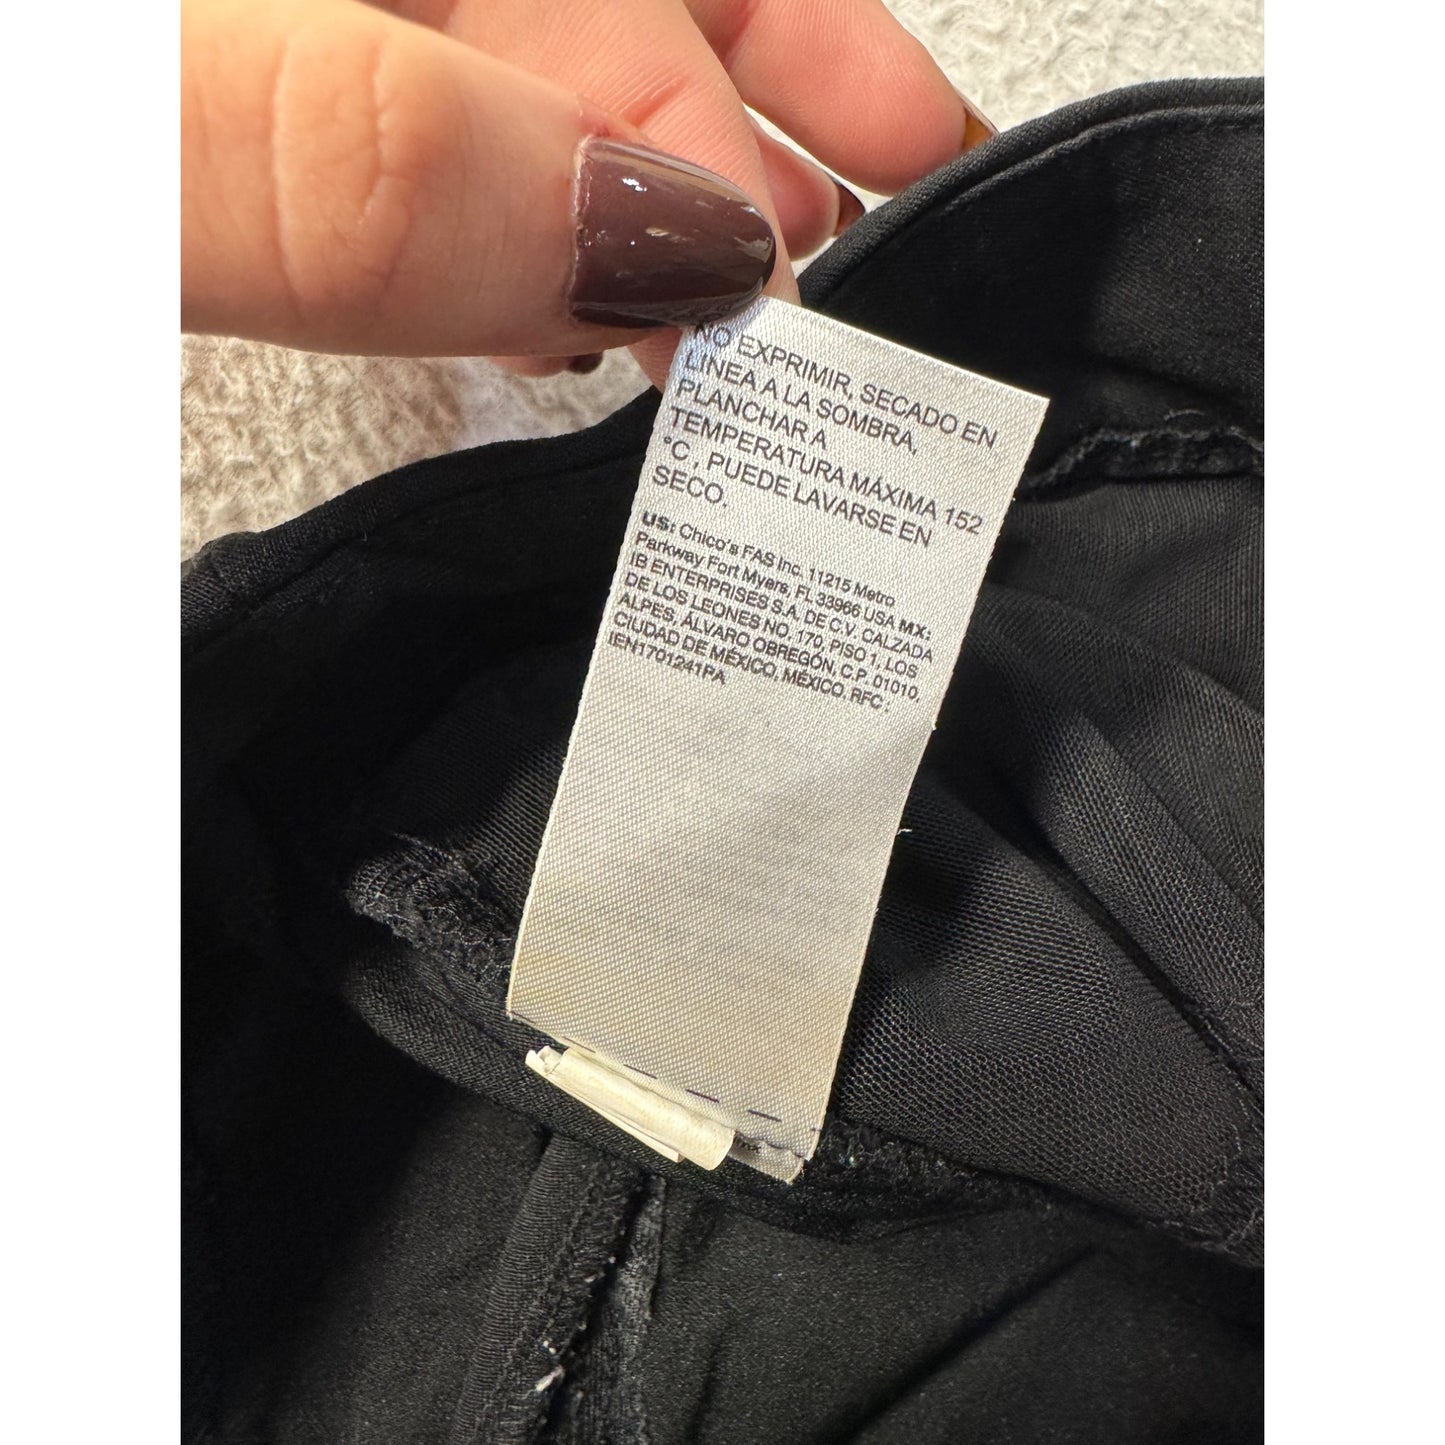 NO EXPRIMIR, SECADO EN
LINEA A LA SOMBRA,
PLANCHAR A
TEMPERATURA MÁXIMA 152
°C , PUEDE LAVARSE EN
SECO.
US: Chico's FAS Inc. 11215 Metro
Parkway Fort Myers, FL 33966 USA MX:
IB ENTERPRISES S.A. DE C.V. CALZADA
DE LOS LEONES NO. 170, PISO 1, LOS
ALPES, ÁLVARO OBREGÓN, C.P. 01010,
CIUDAD DE MÉXICO, MÉXICO, RFC :
IEN1701241PA